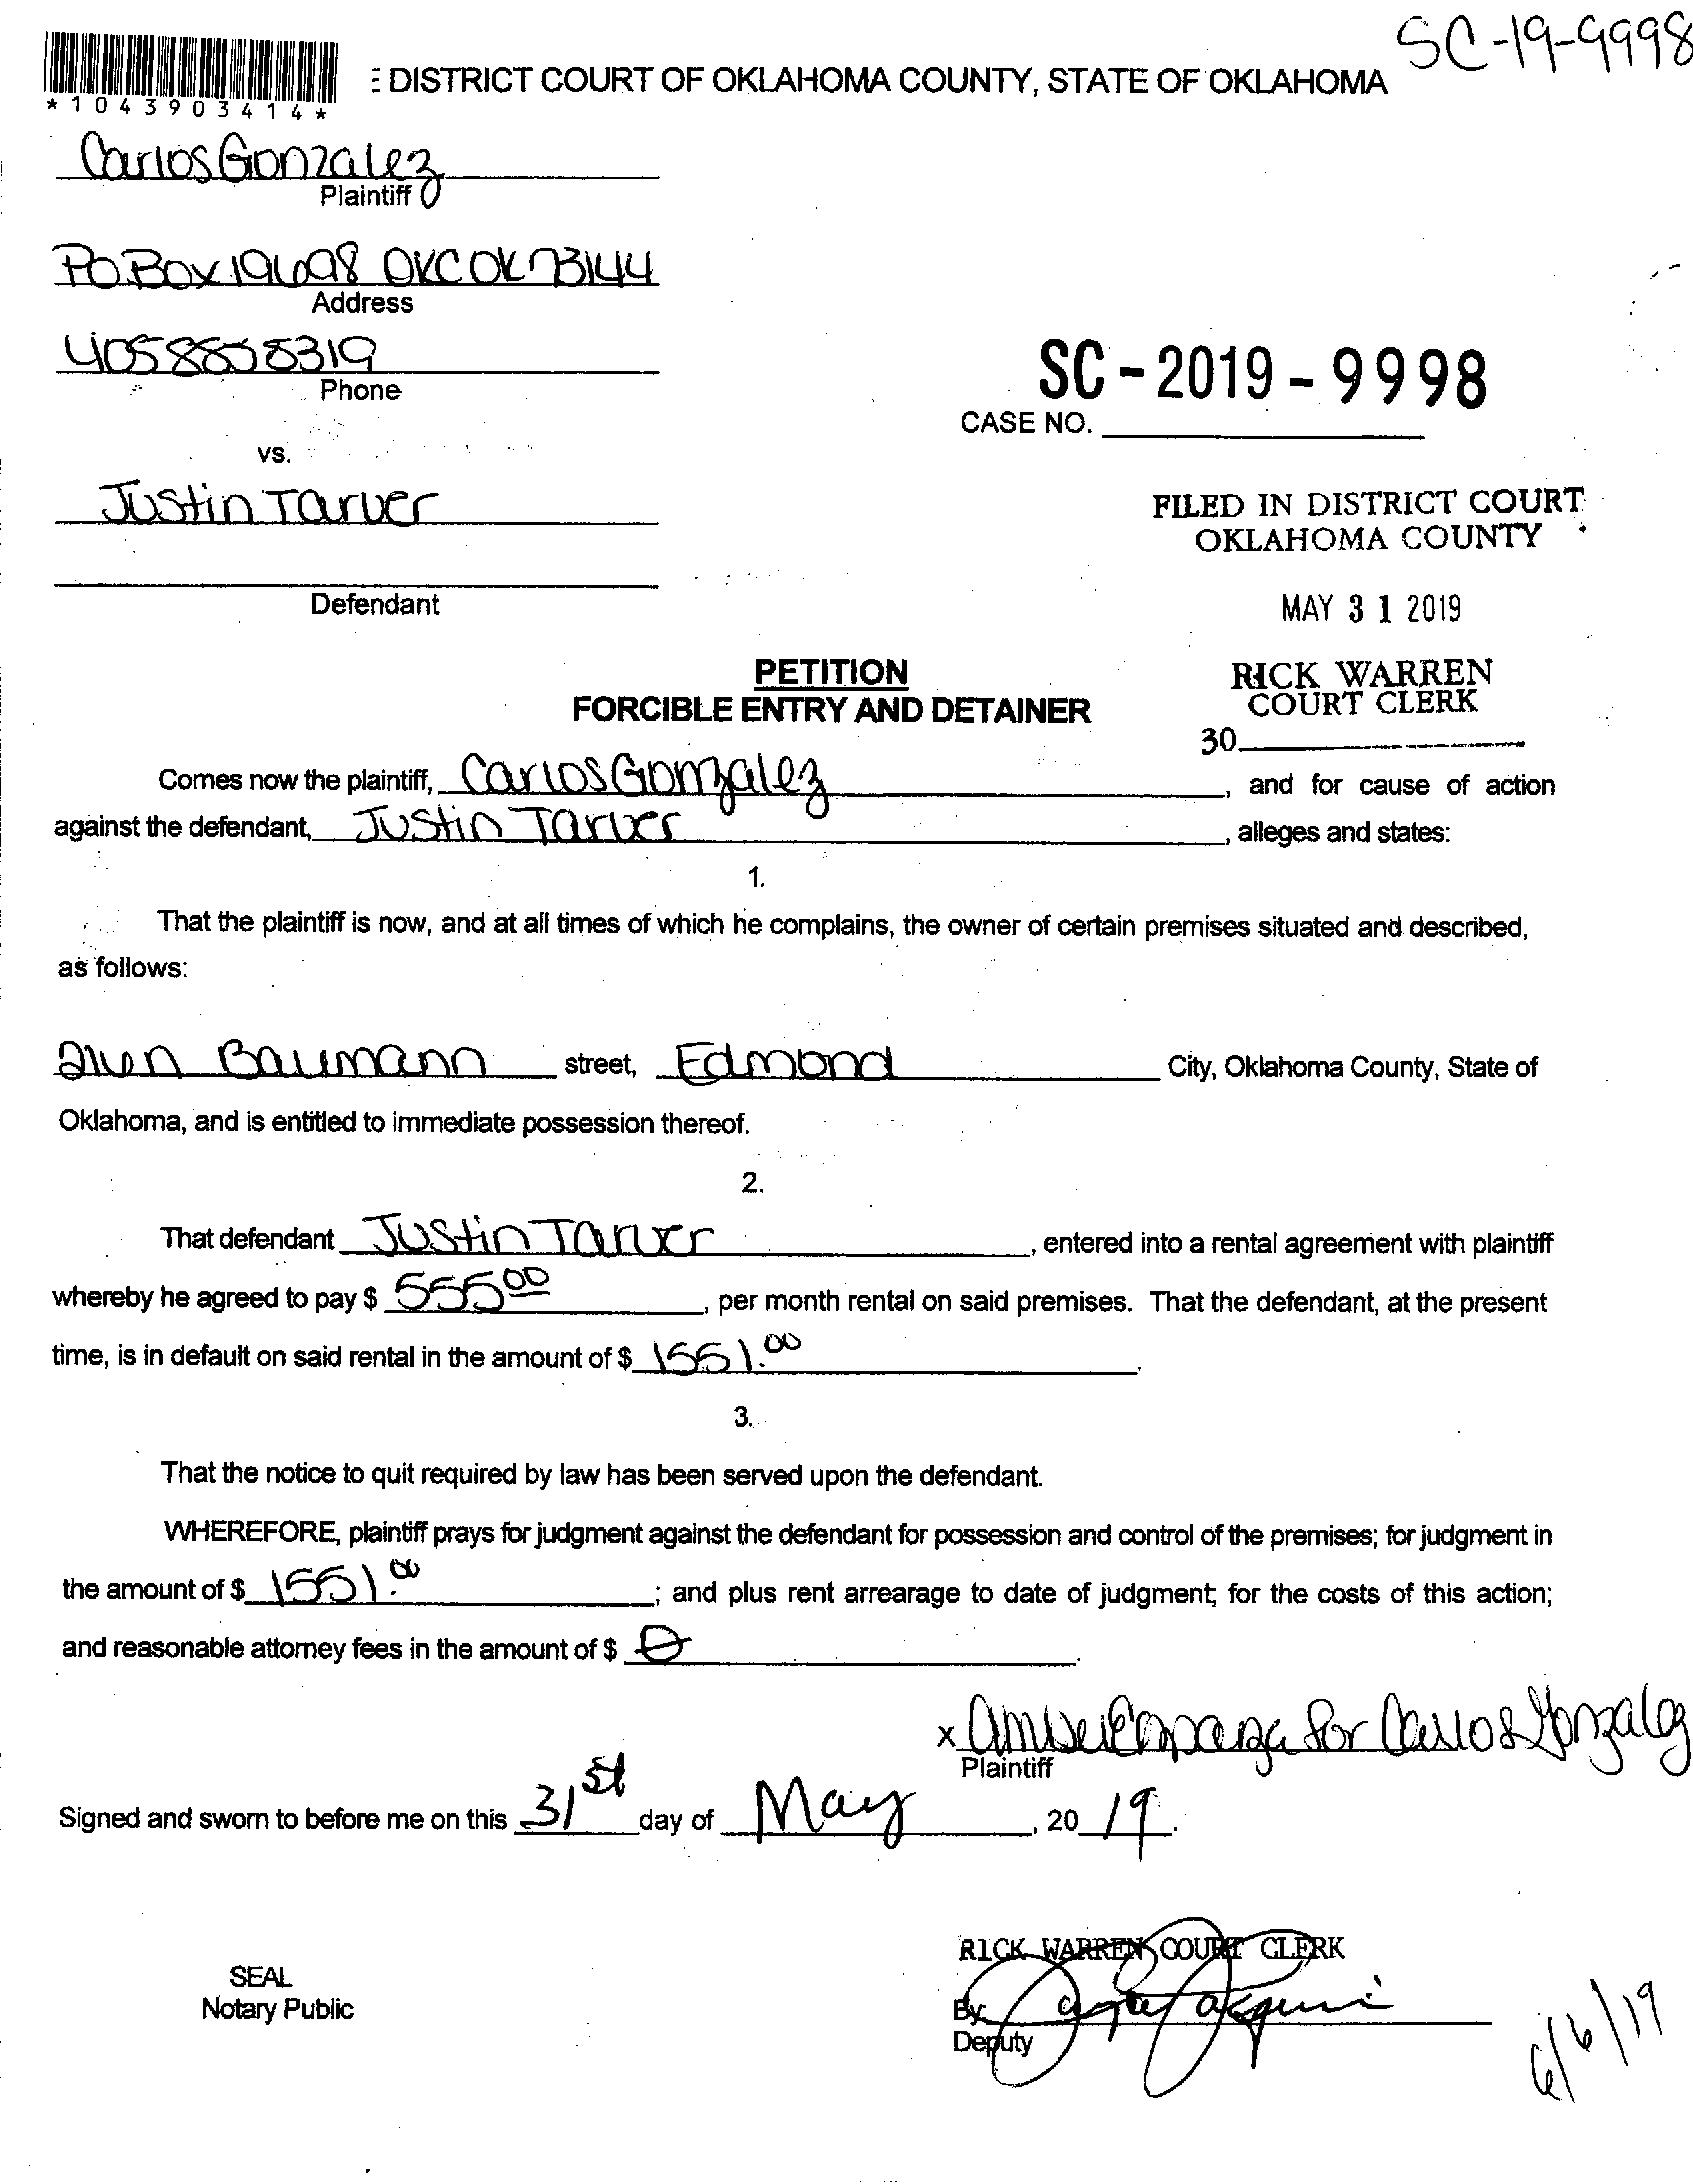 SC-19-9998
*1043903414*
E DISTRICT COURT OF OKLAHOMA COUNTY, STATE OF OKLAHOMA
Carlos Gonzalez
Plaintiff
PO.Box 19698 OKC OK 73144
Address
Phone
SC-2019-9998
CASE NO.
vs.
Justin Tarver
FILED IN DISTRICT COURT
OKLAHOMA COUNTY
Defendant
MAY 31 2019
PETITION
FORCIBLE ENTRY AND DETAINER
RICK WARREN
COURT CLERK
30
Comes now the plaintiff, Carlos Gonzalez, and for cause of action
against the defendant, Justin Tarver, alleges and states:
1.
That the plaintiff is now, and at all times of which he complains, the owner of certain premises situated and described,
as follows:
Baumann street, Edmond City, Oklahoma County, State of
Oklahoma, and is entitled to immediate possession thereof.
2.
That defendant Justin Tarver, entered into a rental agreement with plaintiff
whereby he agreed to pay $ 555 00, per month rental on said premises. That the defendant, at the present
time, is in default on said rental in the amount of $ 1551.00.
3.
That the notice to quit required by law has been served upon the defendant.
WHEREFORE, plaintiff prays for judgment against the defendant for possession and control of the premises; for judgment in
the amount of $ 1551.00; and plus rent arrearage to date of judgment; for the costs of this action;
and reasonable attorney fees in the amount of $ 0.
x Amber Esparza for Carlos Gonzalez
Plaintiff
Signed and sworn to before me on this 31st day of May, 2019.
RICK WARREN COURT CLERK
SEAL
Notary Public
By
Deputy
6/6/19